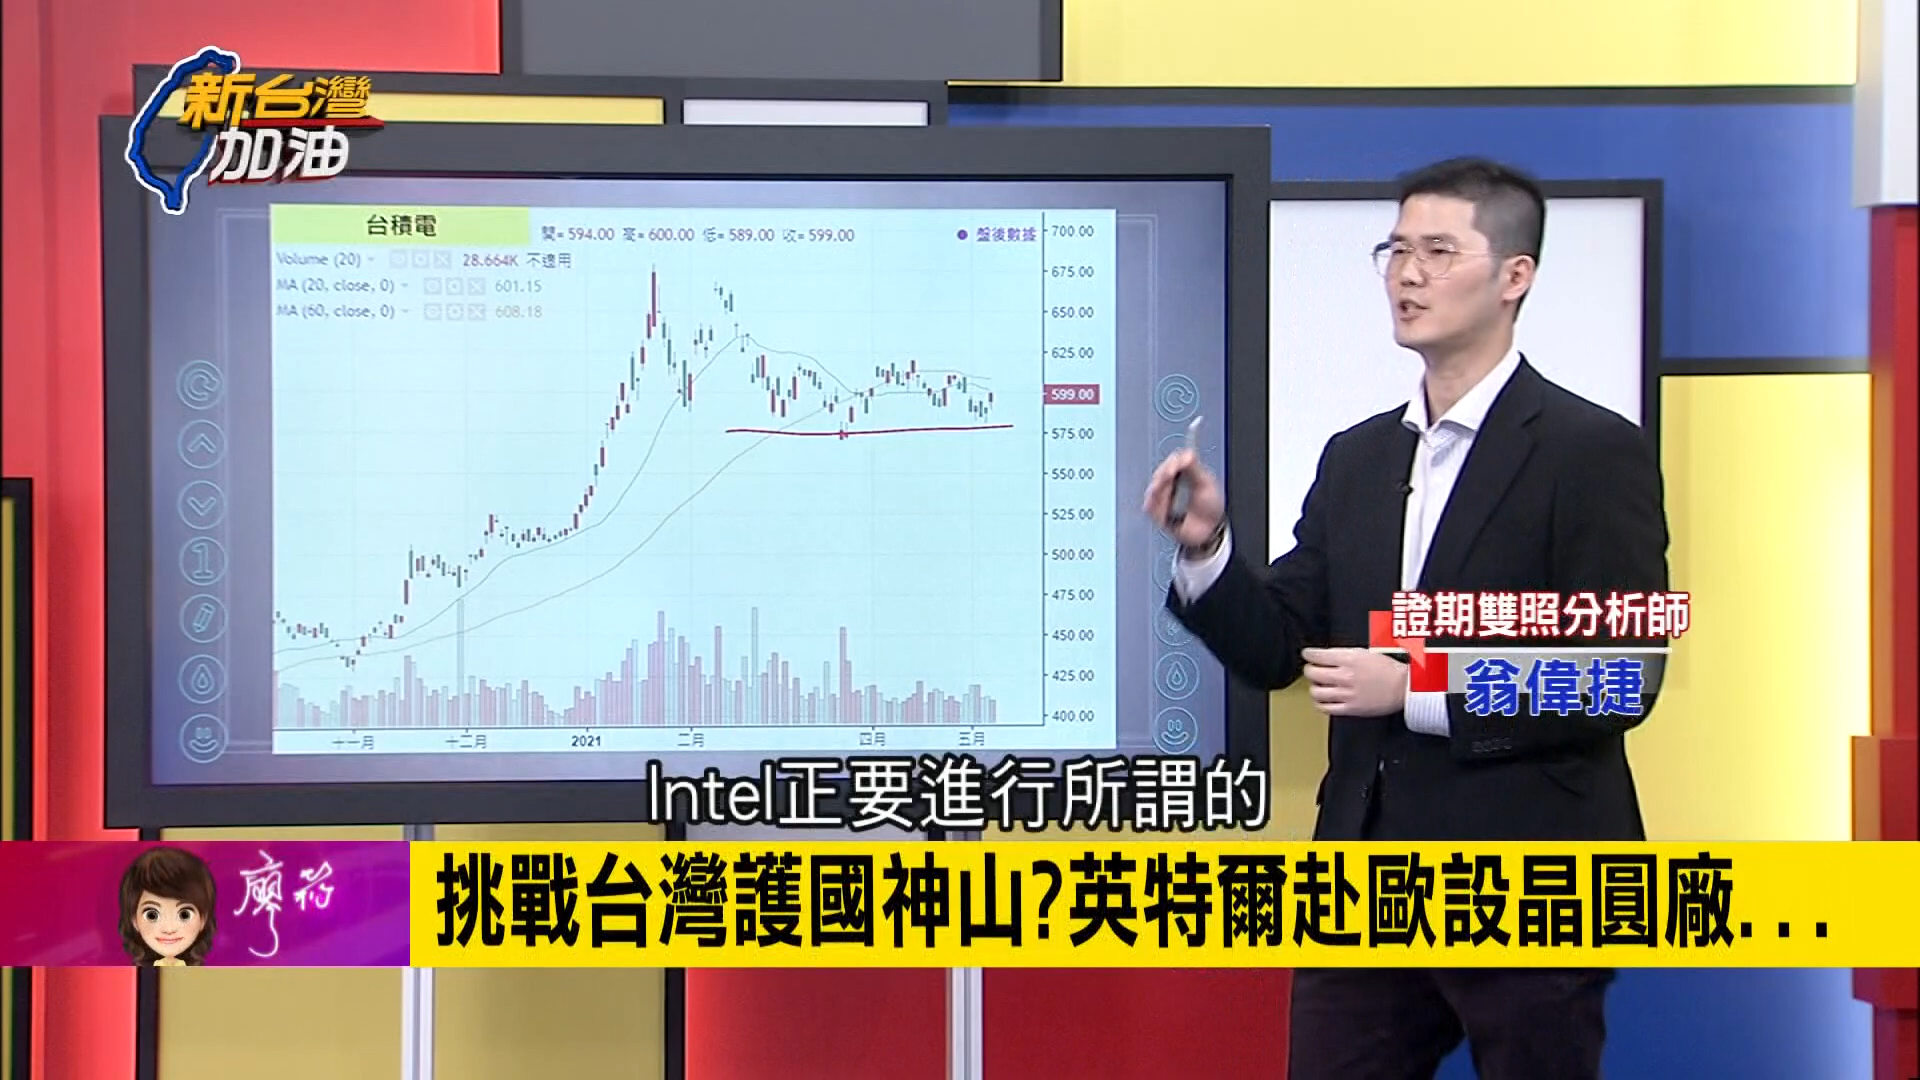 新台灣
加油
台積電
開=594.00 高=600.00 低=589.00 收=599.00
盤後數據
Volume (20)
28.664K 不適用
MA (20, close, 0)
601.15
MA (60, close, 0)
608.18
700.00
675.00
650.00
625.00
599.00
575.00
550.00
525.00
500.00
475.00
450.00
425.00
400.00
十一月
十二月
2021
二月
四月
五月
1
證期雙照分析師
翁偉捷
Intel正要進行所謂的
挑戰台灣護國神山?英特爾赴歐設晶圓廠...